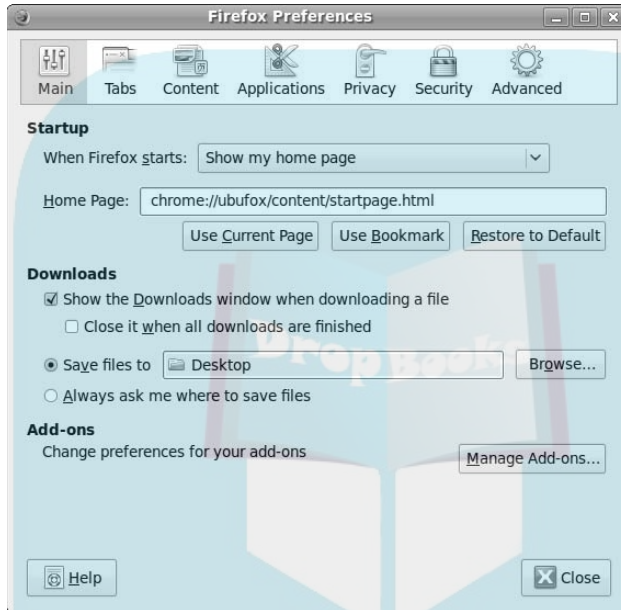 Firefox Preferences
Main Tabs Content Applications Privacy Security Advanced
Startup
When Firefox starts: Show my home page
Home Page: chrome://ubufox/content/startpage.html
Use Current Page Use Bookmark Restore to Default
Downloads
Show the Downloads window when downloading a file
Close it when all downloads are finished
Drop Books
Save files to Desktop Browse...
Always ask me where to save files
Add-ons
Change preferences for your add-ons
Manage Add-ons...
Help Close